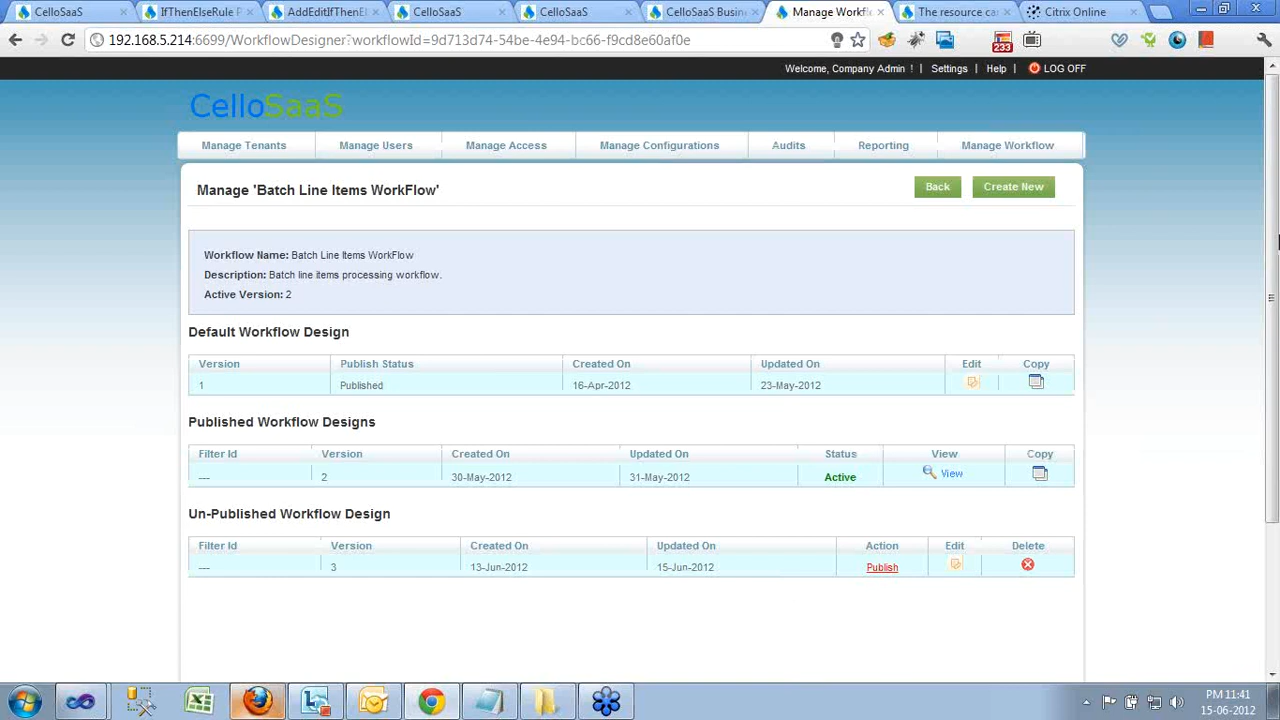 CelloSaaS
IfThenElseRule P
AddEditIfThenEl
CelloSaaS
CelloSaaS
CelloSaaS Busin
Manage Workfl
The resource ca
Citrix Online
192.168.5.214:6699/WorkflowDesigner?workflowId=9d713d74-54be-4e94-bc66-f9cd8e60af0e
233
Welcome, Company Admin ! | Settings | Help | LOG OFF
CelloSaaS
Manage Tenants
Manage Users
Manage Access
Manage Configurations
Audits
Reporting
Manage Workflow
Manage 'Batch Line Items WorkFlow'
Back
Create New
Workflow Name: Batch Line Items WorkFlow
Description: Batch line items processing workflow.
Active Version: 2
Default Workflow Design
Version Publish Status Created On Updated On Edit Copy
1 Published 16-Apr-2012 23-May-2012
Published Workflow Designs
Filter Id Version Created On Updated On Status View Copy
--- 2 30-May-2012 31-May-2012 Active View
Un-Published Workflow Design
Filter Id Version Created On Updated On Action Edit Delete
--- 3 13-Jun-2012 15-Jun-2012 Publish
PM 11:41
15-06-2012